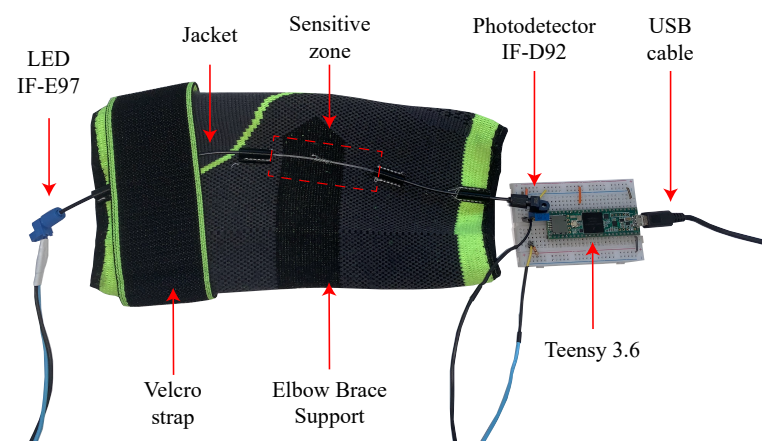 LED
IF-E97
Jacket
Sensitive
zone
Photodetector
IF-D92
USB
cable
Velcro
strap
Elbow Brace
Support
Teensy 3.6